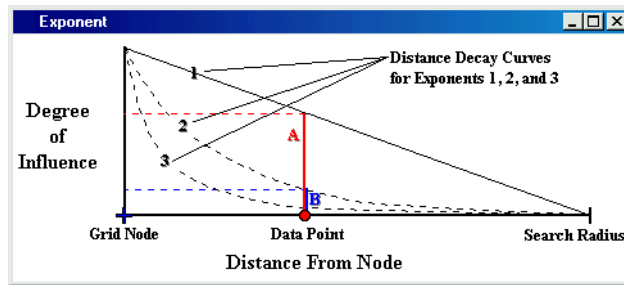 Exponent
1
Distance Decay Curves
for Exponents 1, 2, and 3
Degree
of
Influence
2
A
3
B
Grid Node
Data Point
Search Radius
Distance From Node